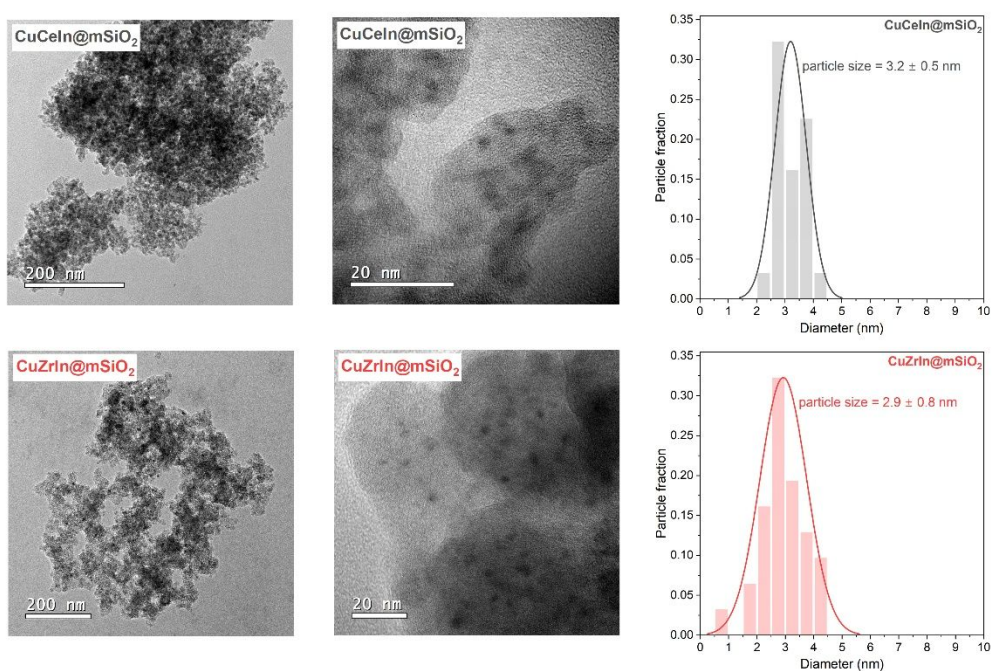 CuCeIn@mSiO₂
200 nm
CuCeIn@mSiO₂
20 nm
CuCeIn@mSiO₂
particle size = 3.2 ± 0.5 nm
Particle fraction
0.35
0.30
0.25
0.20
0.15
0.10
0.05
0.00
0 1 2 3 4 5 6 7 8 9 10
Diameter (nm)
CuZrIn@mSiO₂
200 nm
CuZrIn@mSiO₂
20 nm
CuZrIn@mSiO₂
particle size = 2.9 ± 0.8 nm
Particle fraction
0.35
0.30
0.25
0.20
0.15
0.10
0.05
0.00
0 1 2 3 4 5 6 7 8 9 10
Diameter (nm)